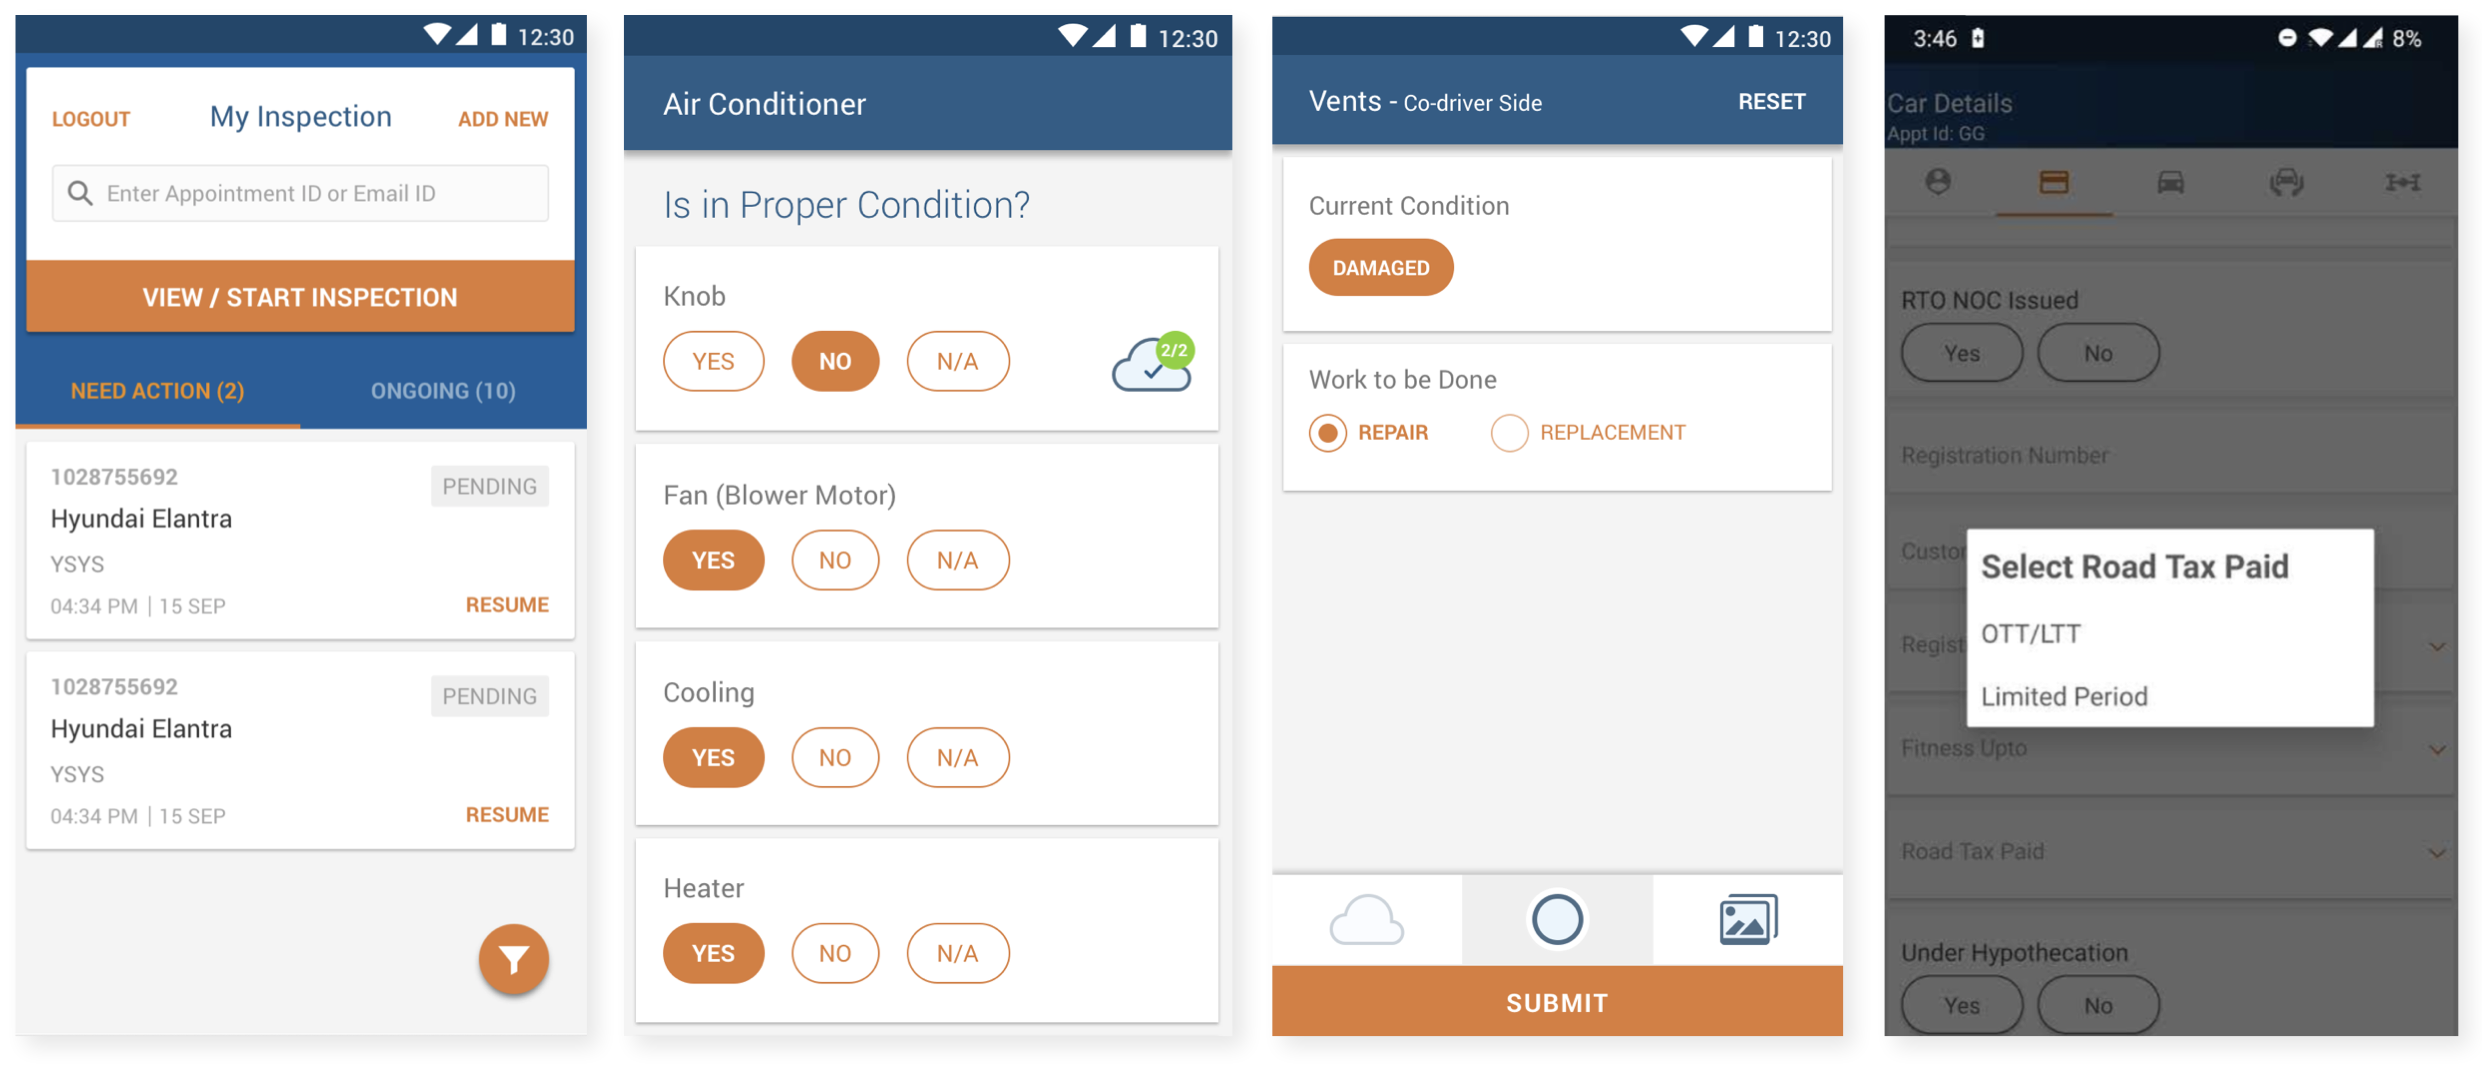 12:30
LOGOUT My Inspection ADD NEW
Enter Appointment ID or Email ID
VIEW / START INSPECTION
NEED ACTION (2) ONGOING (10)
1028755692 PENDING
Hyundai Elantra
YSYS
04:34 PM | 15 SEP RESUME
1028755692 PENDING
Hyundai Elantra
YSYS
04:34 PM | 15 SEP RESUME
12:30
Air Conditioner
Is in Proper Condition?
Knob
YES NO N/A 2/2
Fan (Blower Motor)
YES NO N/A
Cooling
YES NO N/A
Heater
YES NO N/A
12:30
Vents - Co-driver Side RESET
Current Condition
DAMAGED
Work to be Done
REPAIR REPLACEMENT
SUBMIT
3:46 8%
Car Details
Appt Id: GG
RTO NOC Issued
Yes No
Registration Number
Custo
Select Road Tax Paid
OTT/LTT
Regist
Limited Period
Fitness Upto
Road Tax Paid
Under Hypothecation
Yes No